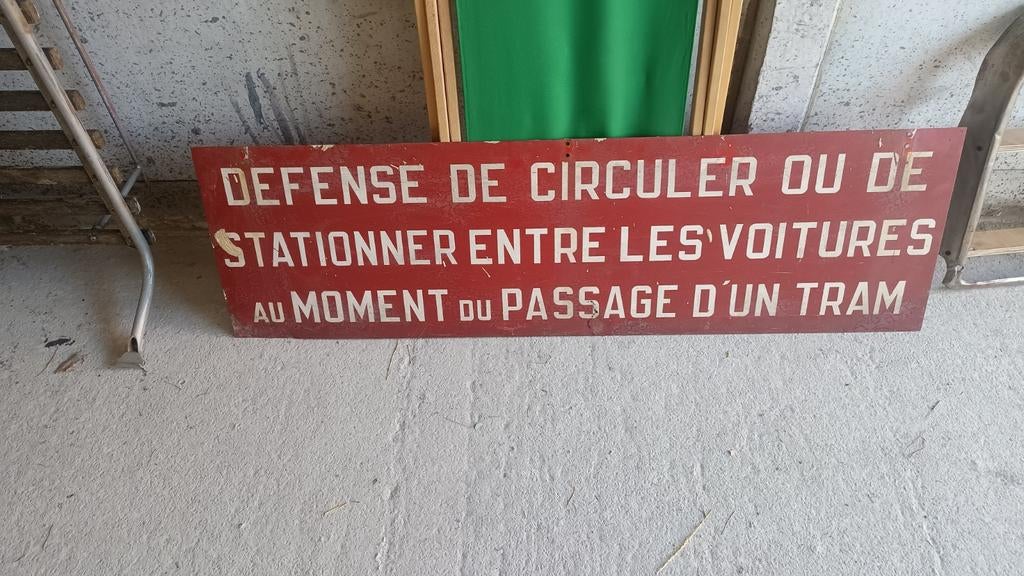 DEFENSE DE CIRCULER OU DE
STATIONNER ENTRE LES VOITURES
AU MOMENT DU PASSAGE D'UN TRAM